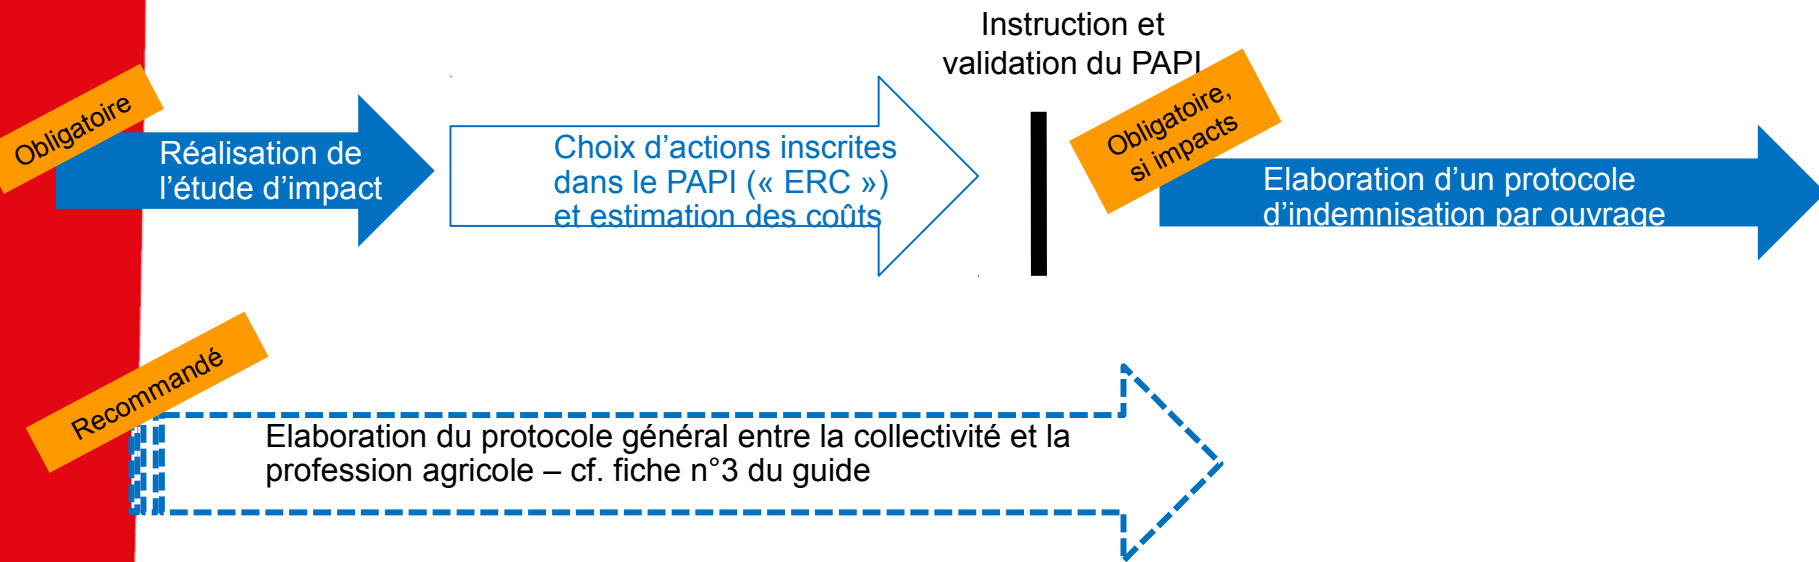 Instruction et
validation du PAPI
Obligatoire
Réalisation de
l’étude d’impact
Choix d’actions inscrites
dans le PAPI (« ERC »)
et estimation des coûts
Obligatoire,
si impacts
Elaboration d’un protocole
d’indemnisation par ouvrage
Recommandé
Elaboration du protocole général entre la collectivité et la
profession agricole – cf. fiche n°3 du guide